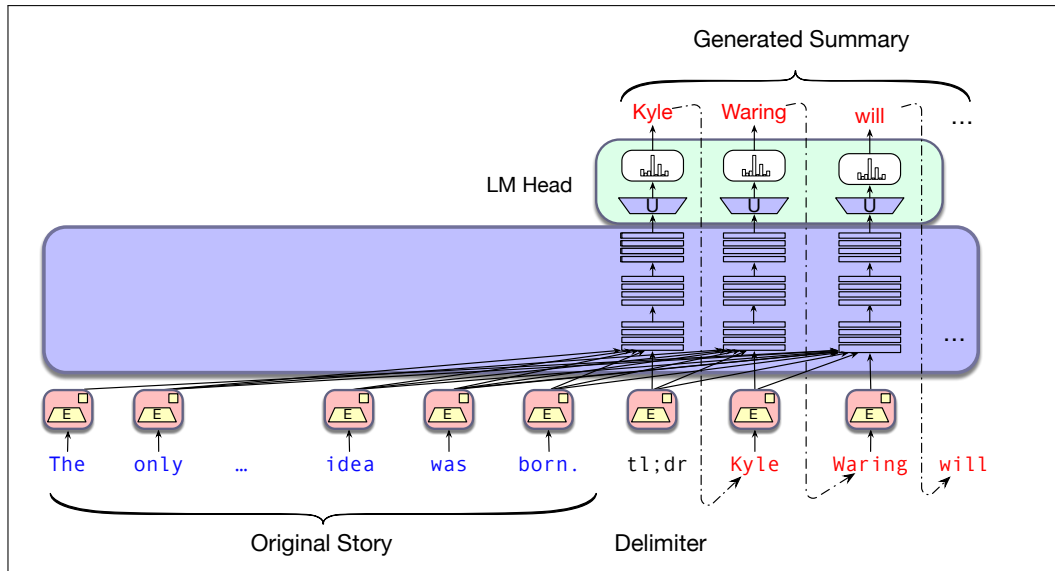 Generated Summary
Kyle Waring will …
LM Head
U U U
…
E E E E E E E E
The only … idea was born. tl;dr Kyle Waring will
Original Story Delimiter